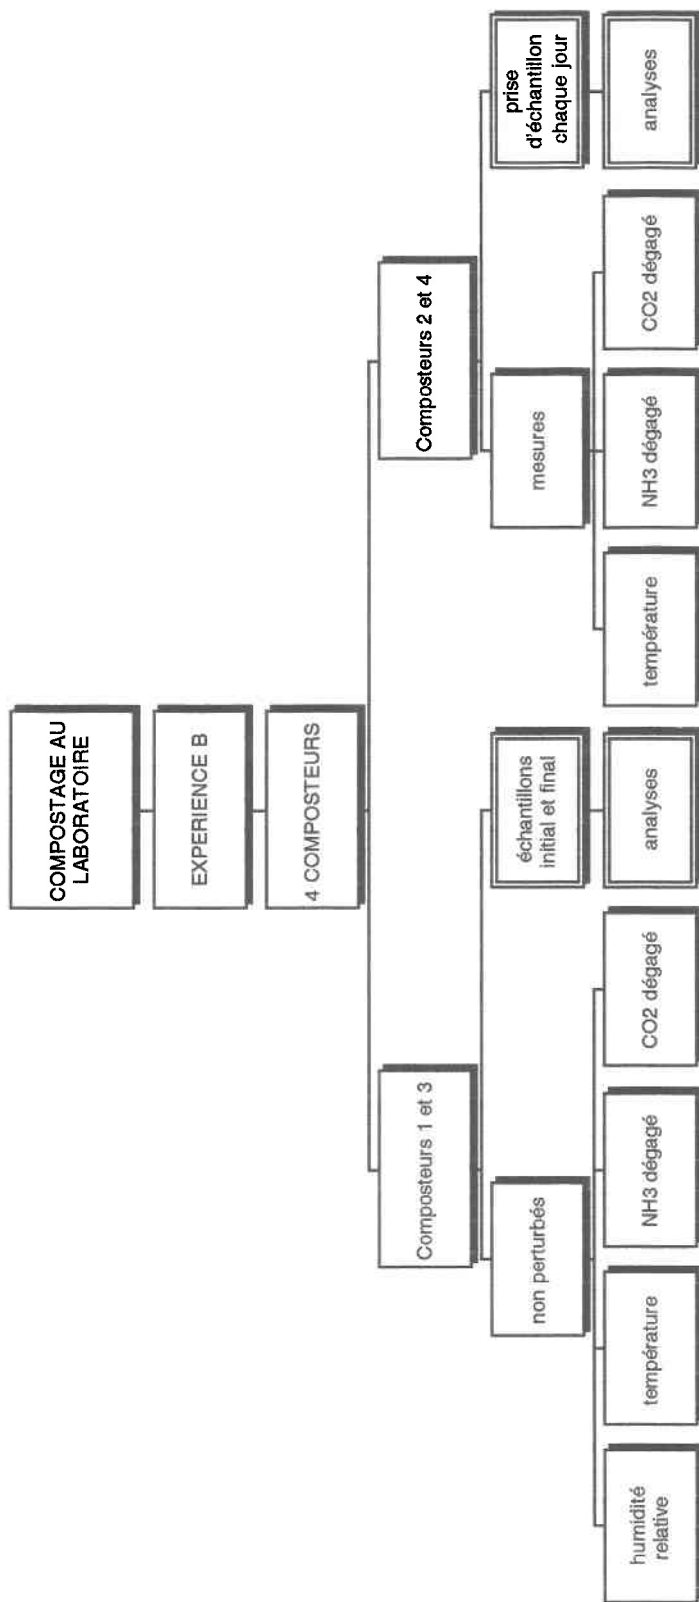 COMPOSTAGE AU
LABORATOIRE
EXPERIENCE B
4 COMPOSTEURS
Composteurs 1 et 3
Composteurs 2 et 4
non perturbés
échantillons
initial et final
mesures
prise
d'échantillon
chaque jour
humidité
relative
température
NH3 dégagé
CO2 dégagé
analyses
température
NH3 dégagé
CO2 dégagé
analyses